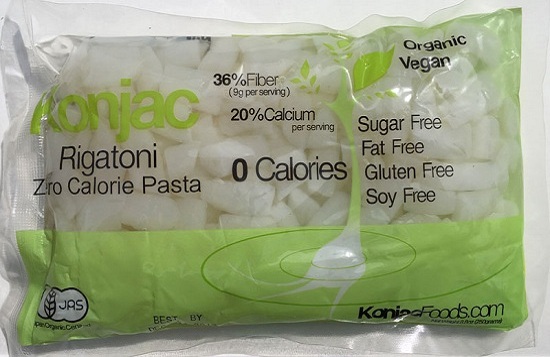 Organic
Vegan
36%Fiber
(9g per serving)
Konjac
20%Calcium
per serving
Sugar Free
Fat Free
Gluten Free
Soy Free
Rigatoni
Zero Calorie Pasta
0 Calories
JAS
BEST BY
KonjacFoods.com